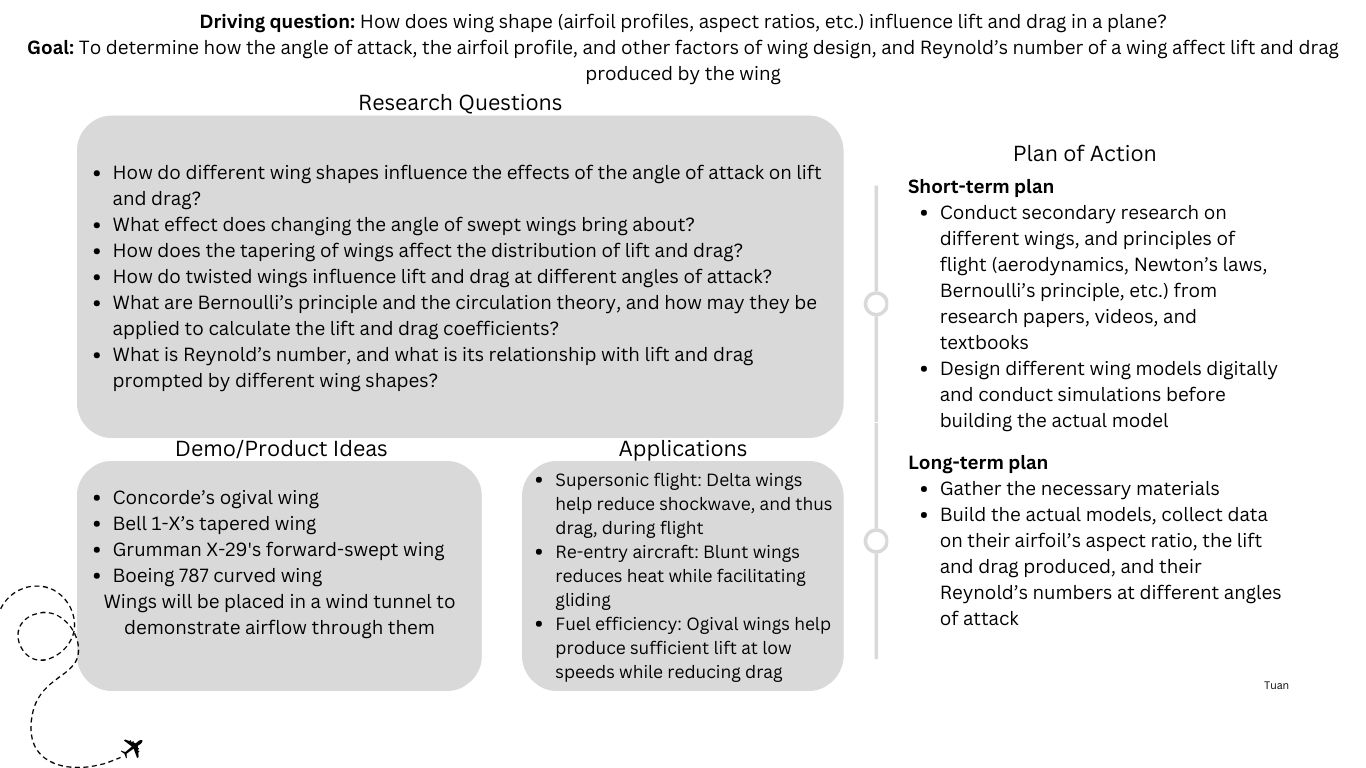 Driving question: How does wing shape (airfoil profiles, aspect ratios, etc.) influence lift and drag in a plane?
Goal: To determine how the angle of attack, the airfoil profile, and other factors of wing design, and Reynold’s number of a wing affect lift and drag
produced by the wing
Research Questions
• How do different wing shapes influence the effects of the angle of attack on lift
and drag?
• What effect does changing the angle of swept wings bring about?
• How does the tapering of wings affect the distribution of lift and drag?
• How do twisted wings influence lift and drag at different angles of attack?
• What are Bernoulli’s principle and the circulation theory, and how may they be
applied to calculate the lift and drag coefficients?
• What is Reynold’s number, and what is its relationship with lift and drag
prompted by different wing shapes?
Demo/Product Ideas
• Concorde’s ogival wing
• Bell 1-X’s tapered wing
• Grumman X-29's forward-swept wing
• Boeing 787 curved wing
Wings will be placed in a wind tunnel to
demonstrate airflow through them
Applications
• Supersonic flight: Delta wings
help reduce shockwave, and thus
drag, during flight
• Re-entry aircraft: Blunt wings
reduces heat while facilitating
gliding
• Fuel efficiency: Ogival wings help
produce sufficient lift at low
speeds while reducing drag
Plan of Action
Short-term plan
• Conduct secondary research on
different wings, and principles of
flight (aerodynamics, Newton’s laws,
Bernoulli’s principle, etc.) from
research papers, videos, and
textbooks
• Design different wing models digitally
and conduct simulations before
building the actual model
Long-term plan
• Gather the necessary materials
• Build the actual models, collect data
on their airfoil’s aspect ratio, the lift
and drag produced, and their
Reynold’s numbers at different angles
of attack
Tuan